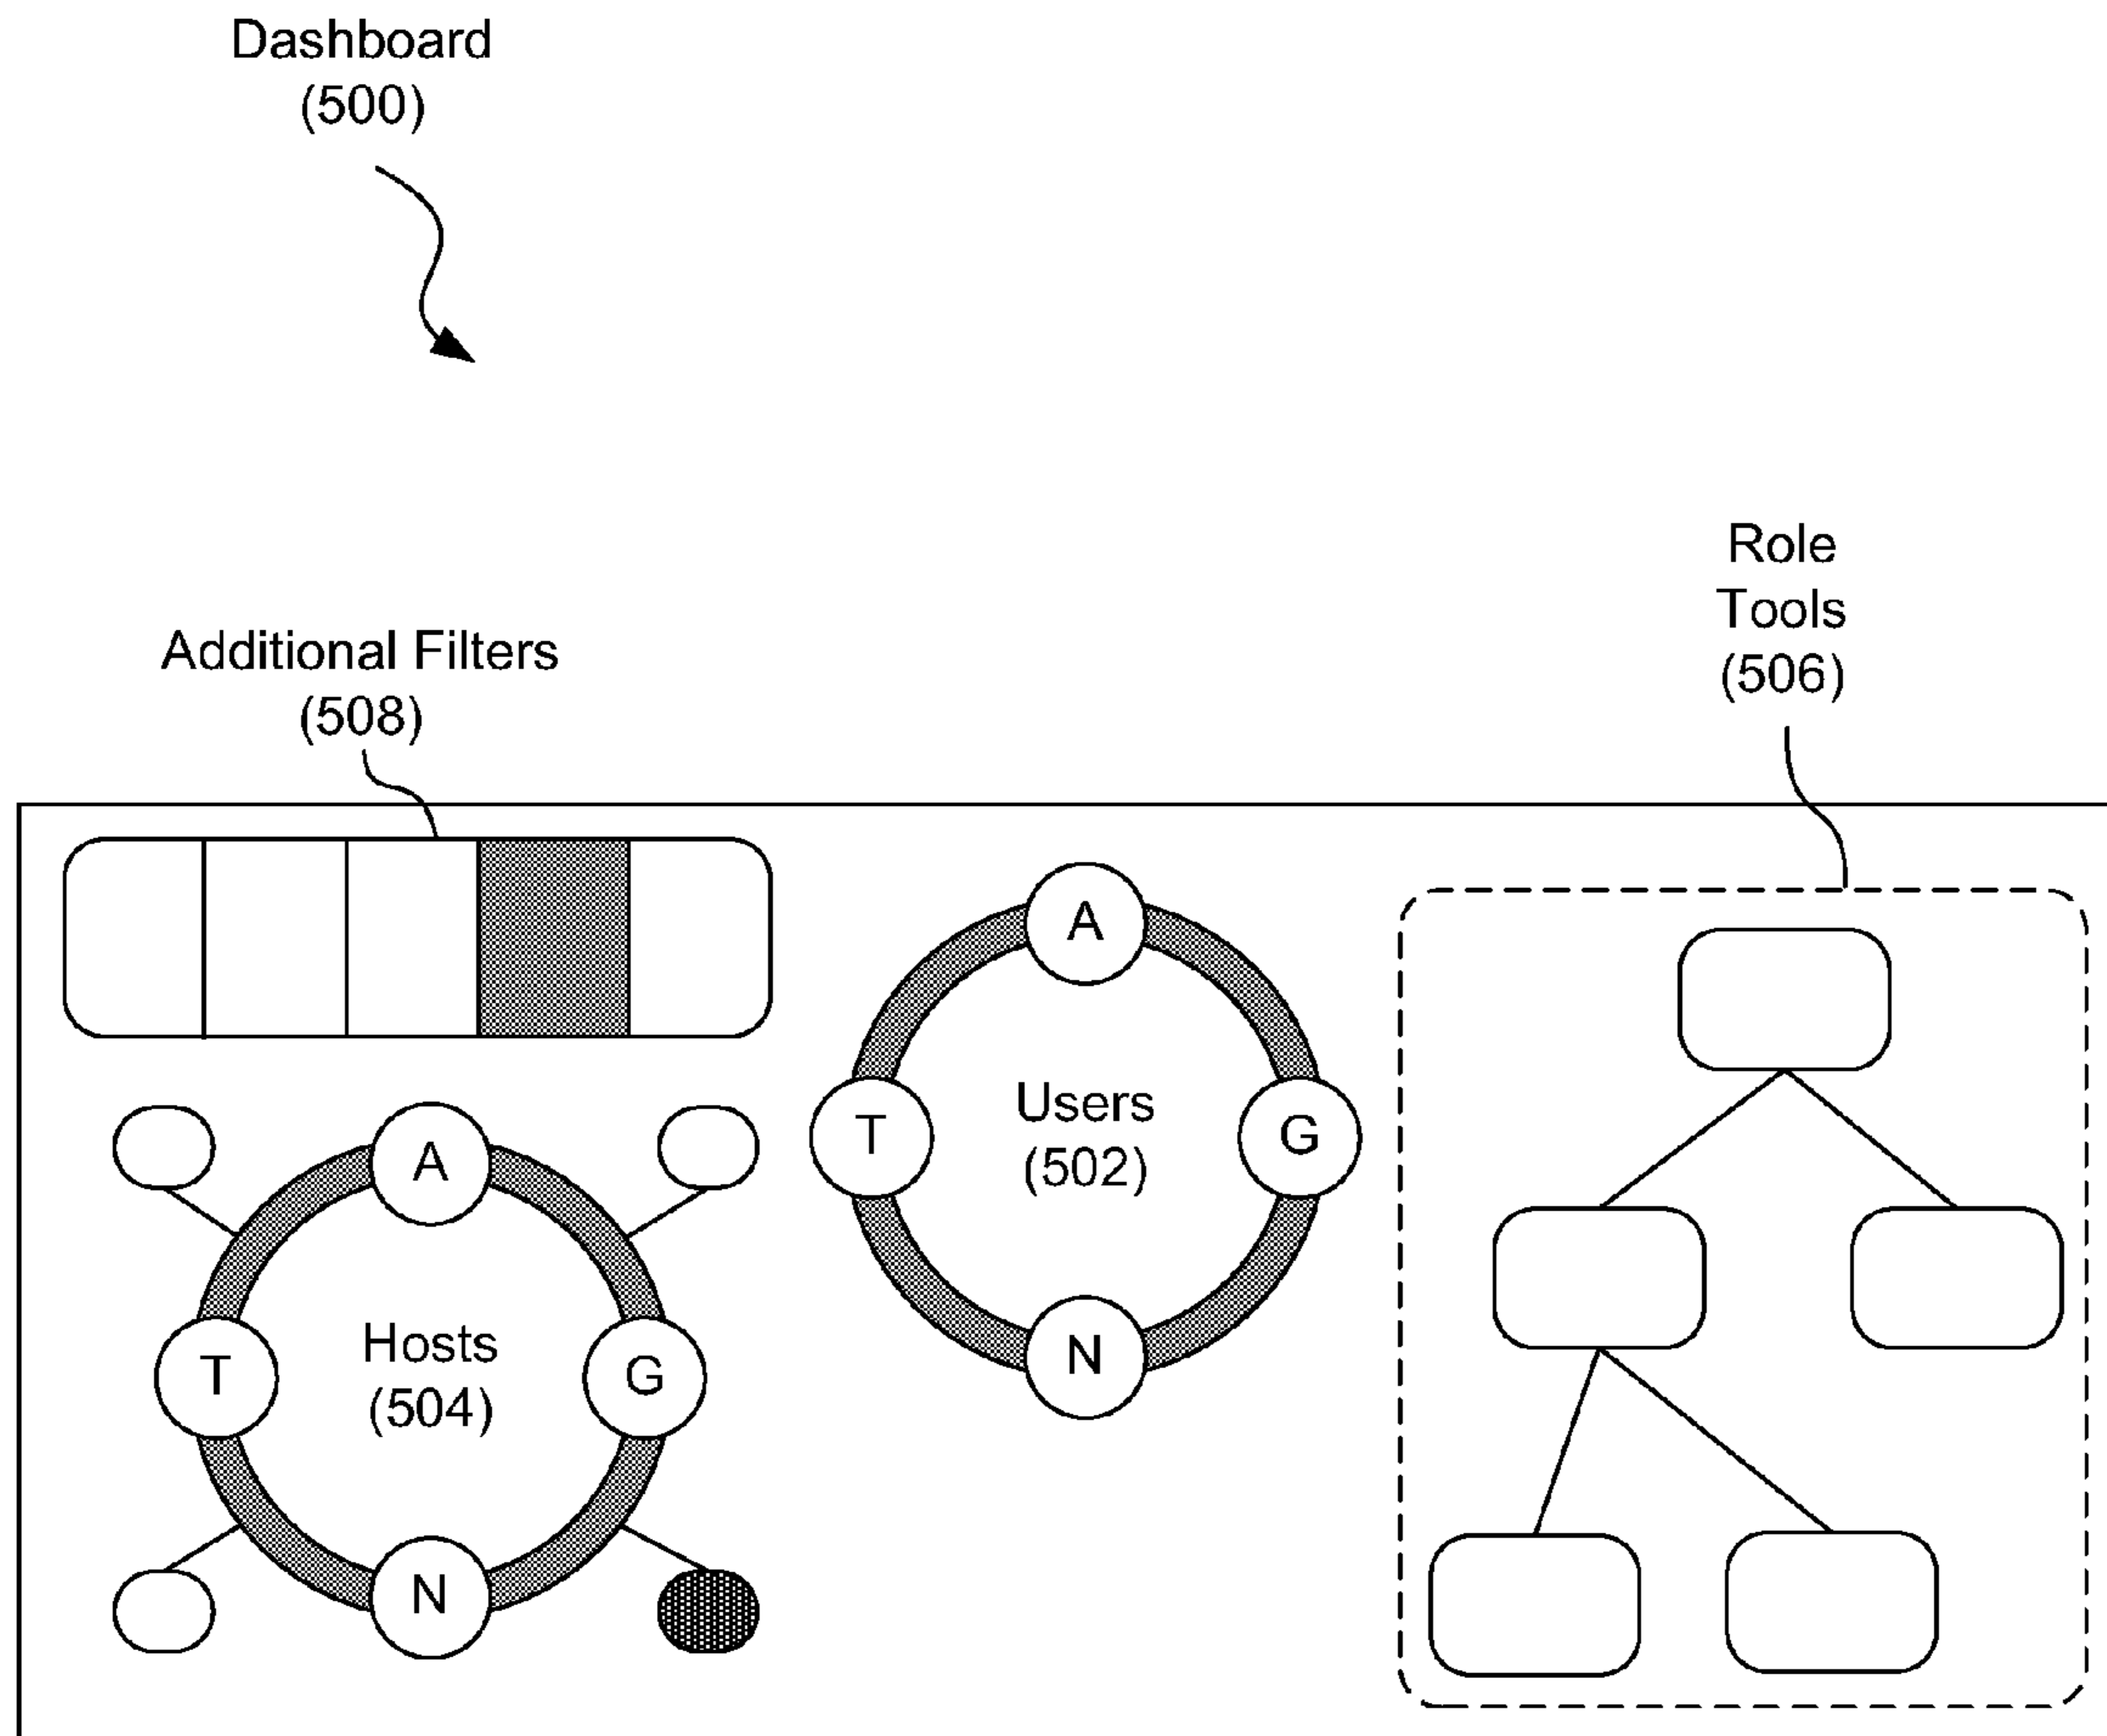 Dashboard
(500)
Role
Tools
(506)
Additional Filters
(508)
A
T
Users
(502)
G
N
A
T
Hosts
(504)
G
N